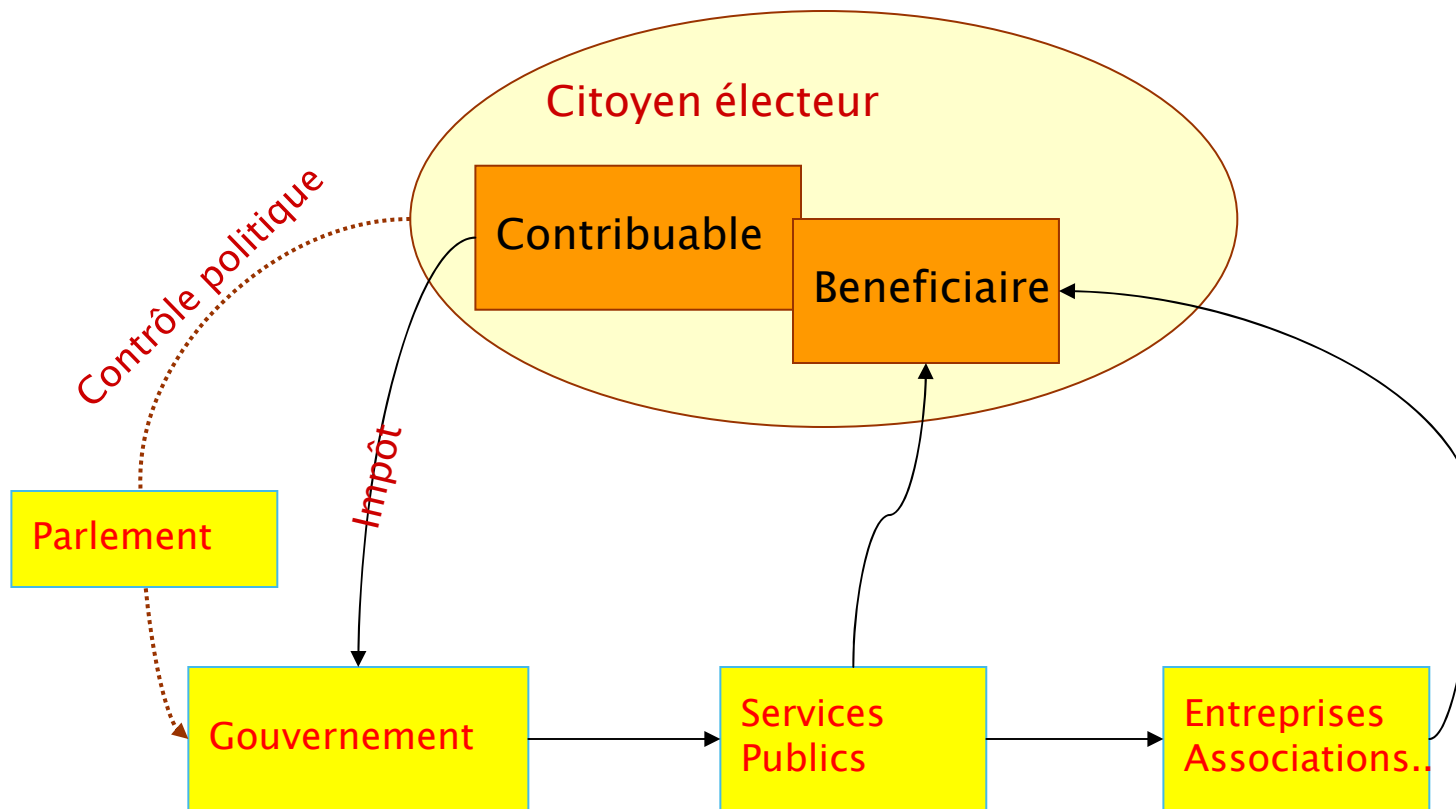 Citoyen électeur
Contribuable
Beneficiaire
Contrôle politique
Impôt
Parlement
Gouvernement
Services
Publics
Entreprises
Associations..